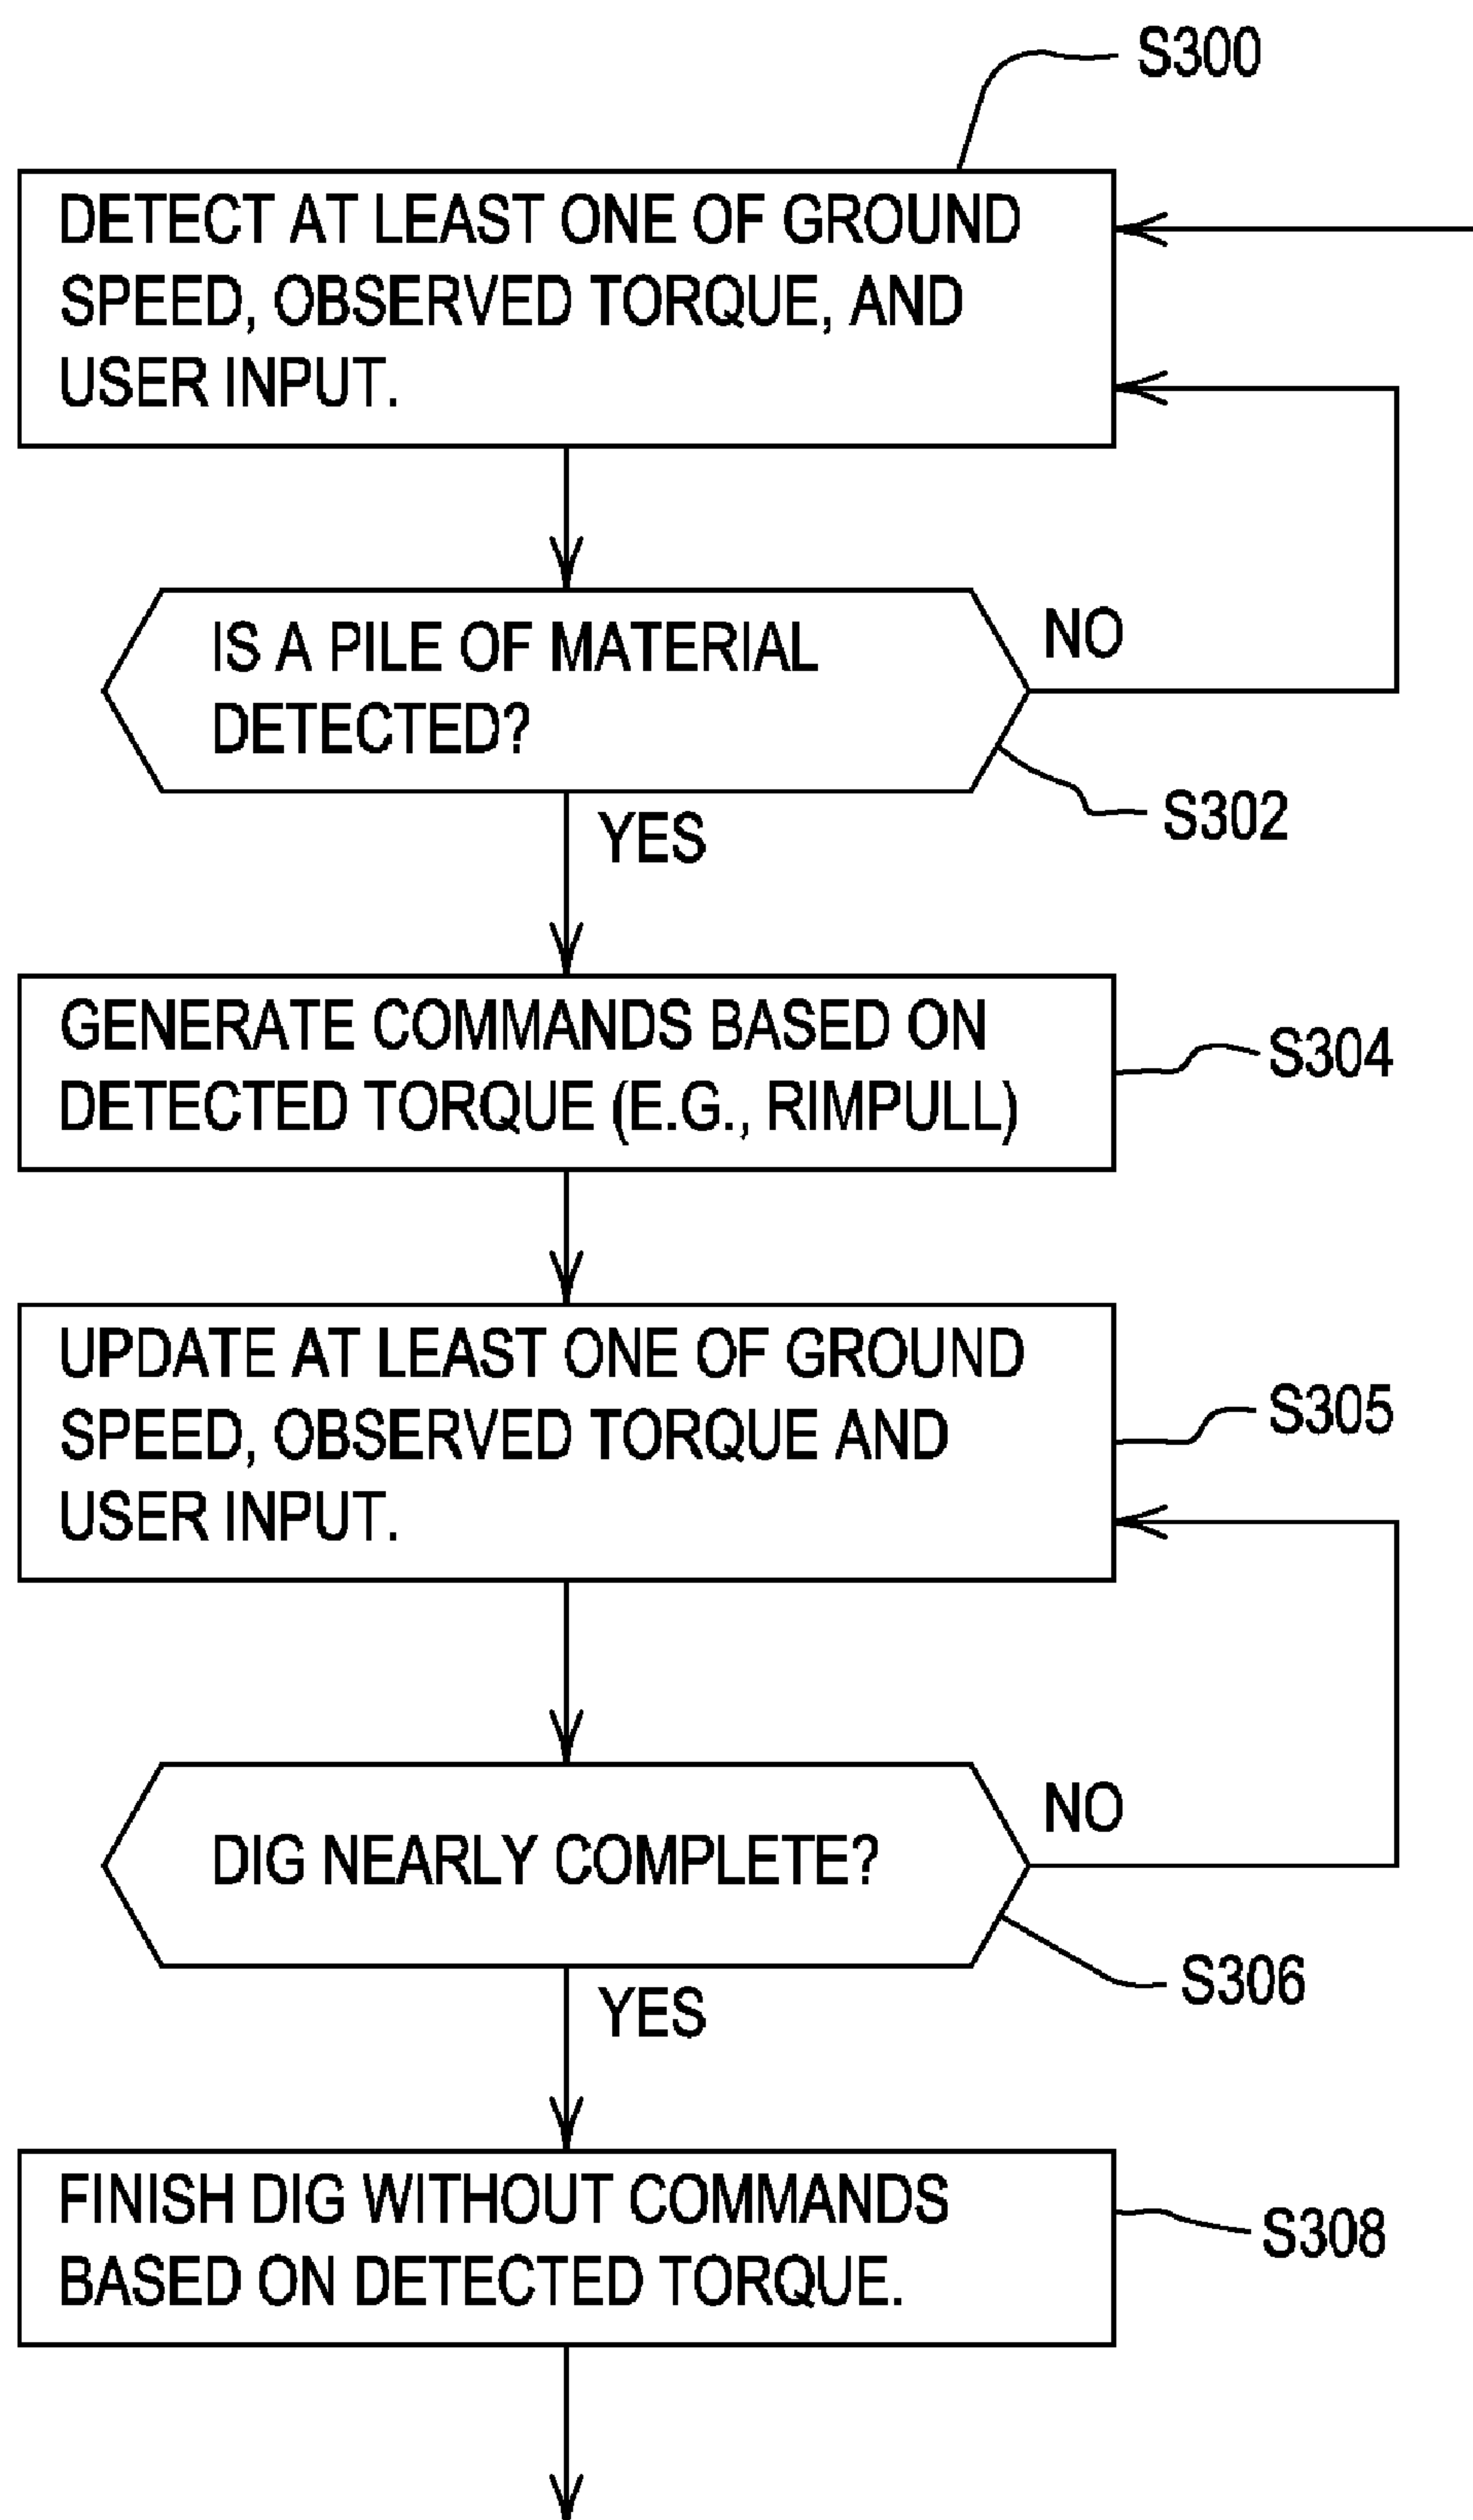 S300
DETECT AT LEAST ONE OF GROUND
SPEED, OBSERVED TORQUE, AND
USER INPUT.
IS A PILE OF MATERIAL
DETECTED?
NO
S302
YES
GENERATE COMMANDS BASED ON
DETECTED TORQUE (E.G., RIMPULL)
S304
UPDATE AT LEAST ONE OF GROUND
SPEED, OBSERVED TORQUE AND
USER INPUT.
S305
DIG NEARLY COMPLETE?
NO
S306
YES
FINISH DIG WITHOUT COMMANDS
BASED ON DETECTED TORQUE.
S308